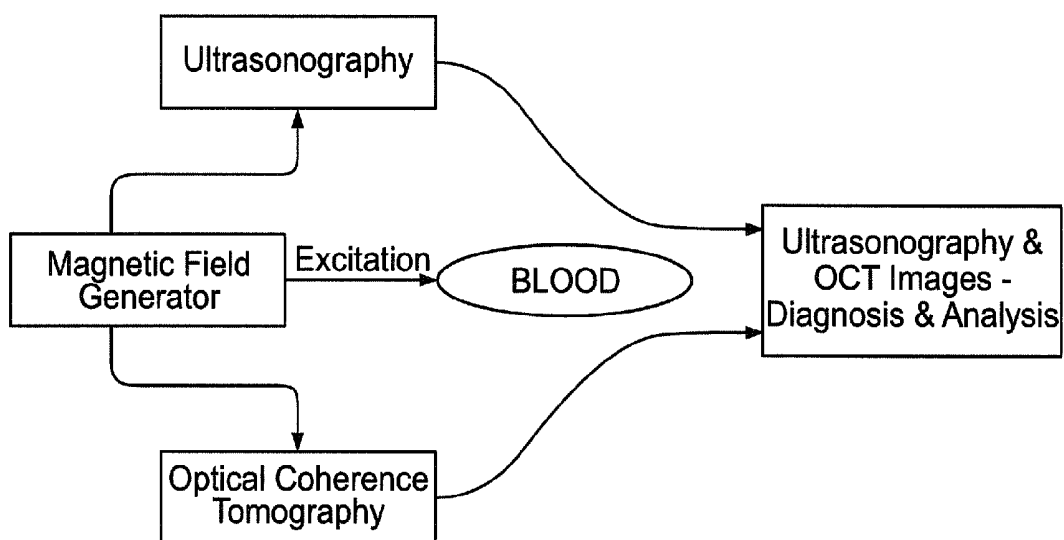 Ultrasonography
Magnetic Field
Generator
Excitation
BLOOD
Ultrasonography &
OCT Images -
Diagnosis & Analysis
Optical Coherence
Tomography